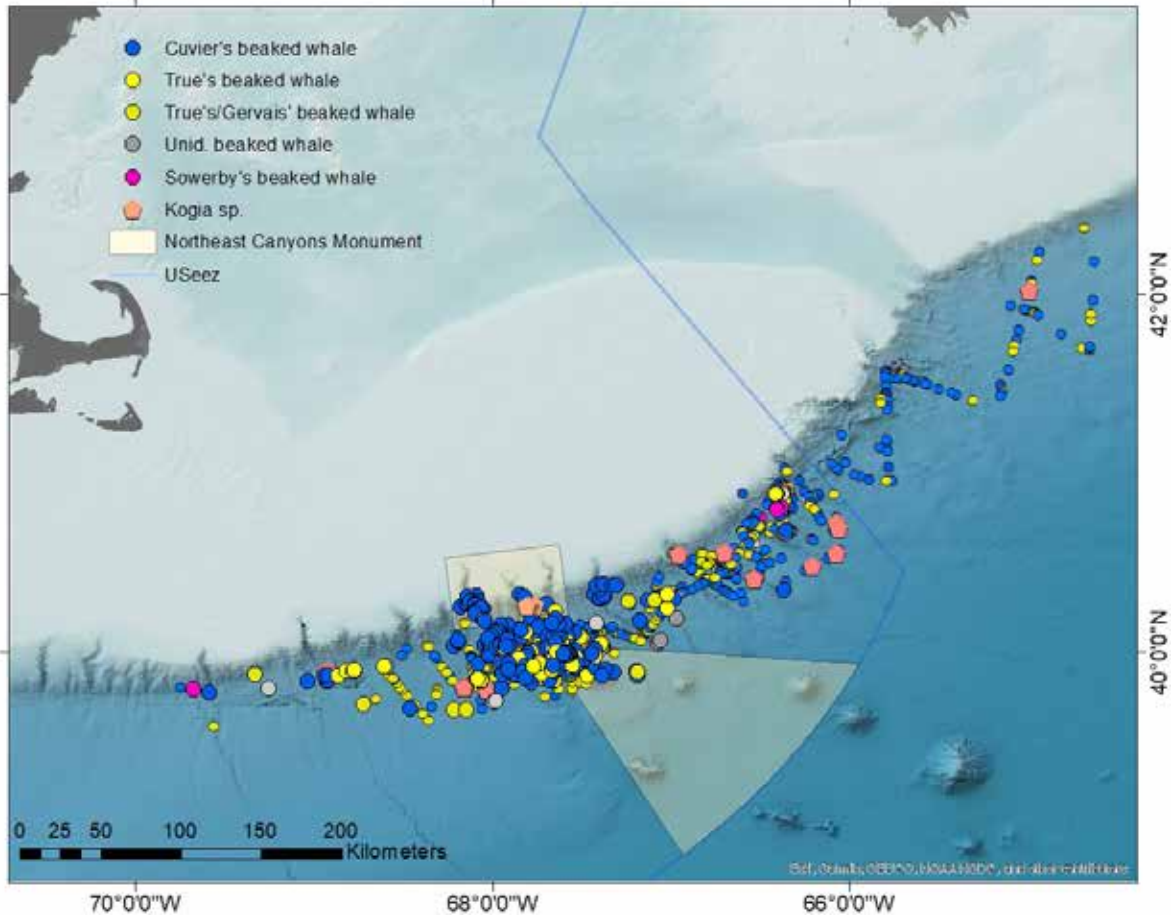 Cuvier's beaked whale
True's beaked whale
True's/Gervais' beaked whale
Unid. beaked whale
Sowerby's beaked whale
Kogia sp.
Northeast Canyons Monument
USeez
42°0'0"N
40°0'0"N
0 25 50 100 150 200
Kilometers
70°0'0"W 68°0'0"W 66°0'0"W